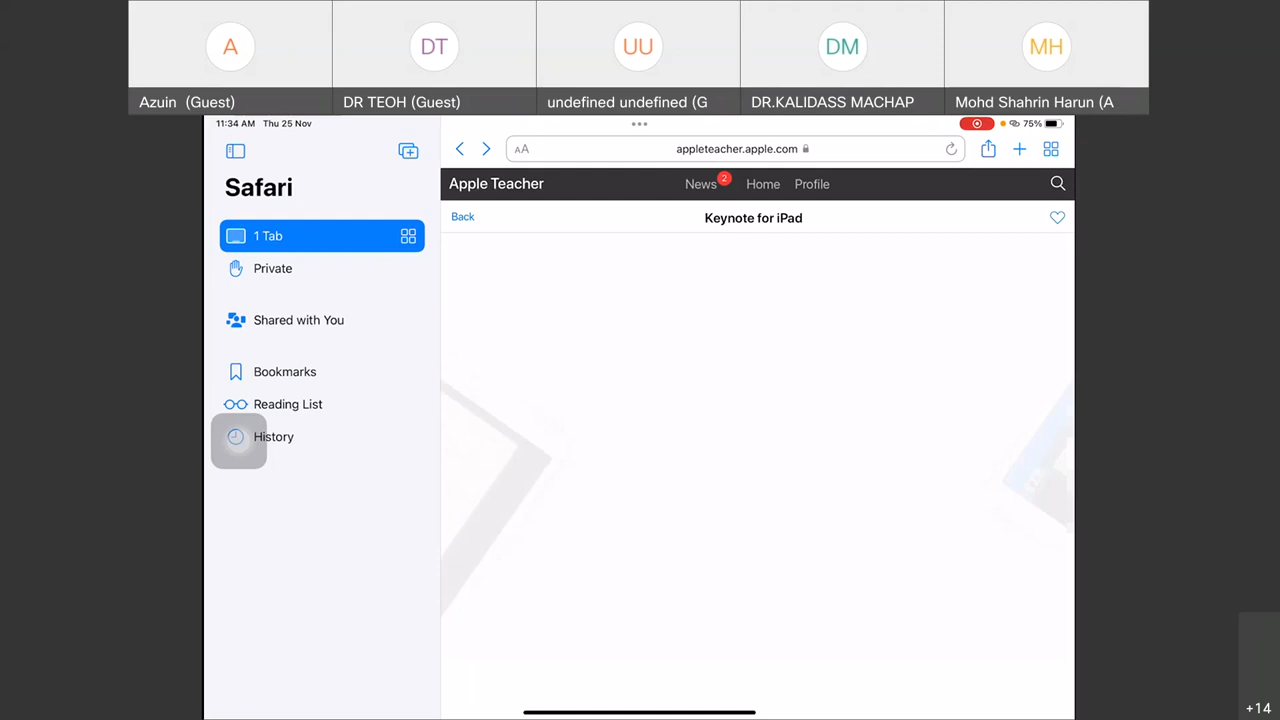 A
DT
UU
DM
MH
Azuin (Guest)
DR TEOH (Guest)
undefined undefined (G
DR.KALIDASS MACHAP
Mohd Shahrin Harun (A
11:34 AM Thu 25 Nov
75%
AA
appleteacher.apple.com
Safari
Apple Teacher
News
2
Home
Profile
Back
Keynote for iPad
1 Tab
Private
Shared with You
Bookmarks
Reading List
History
+14